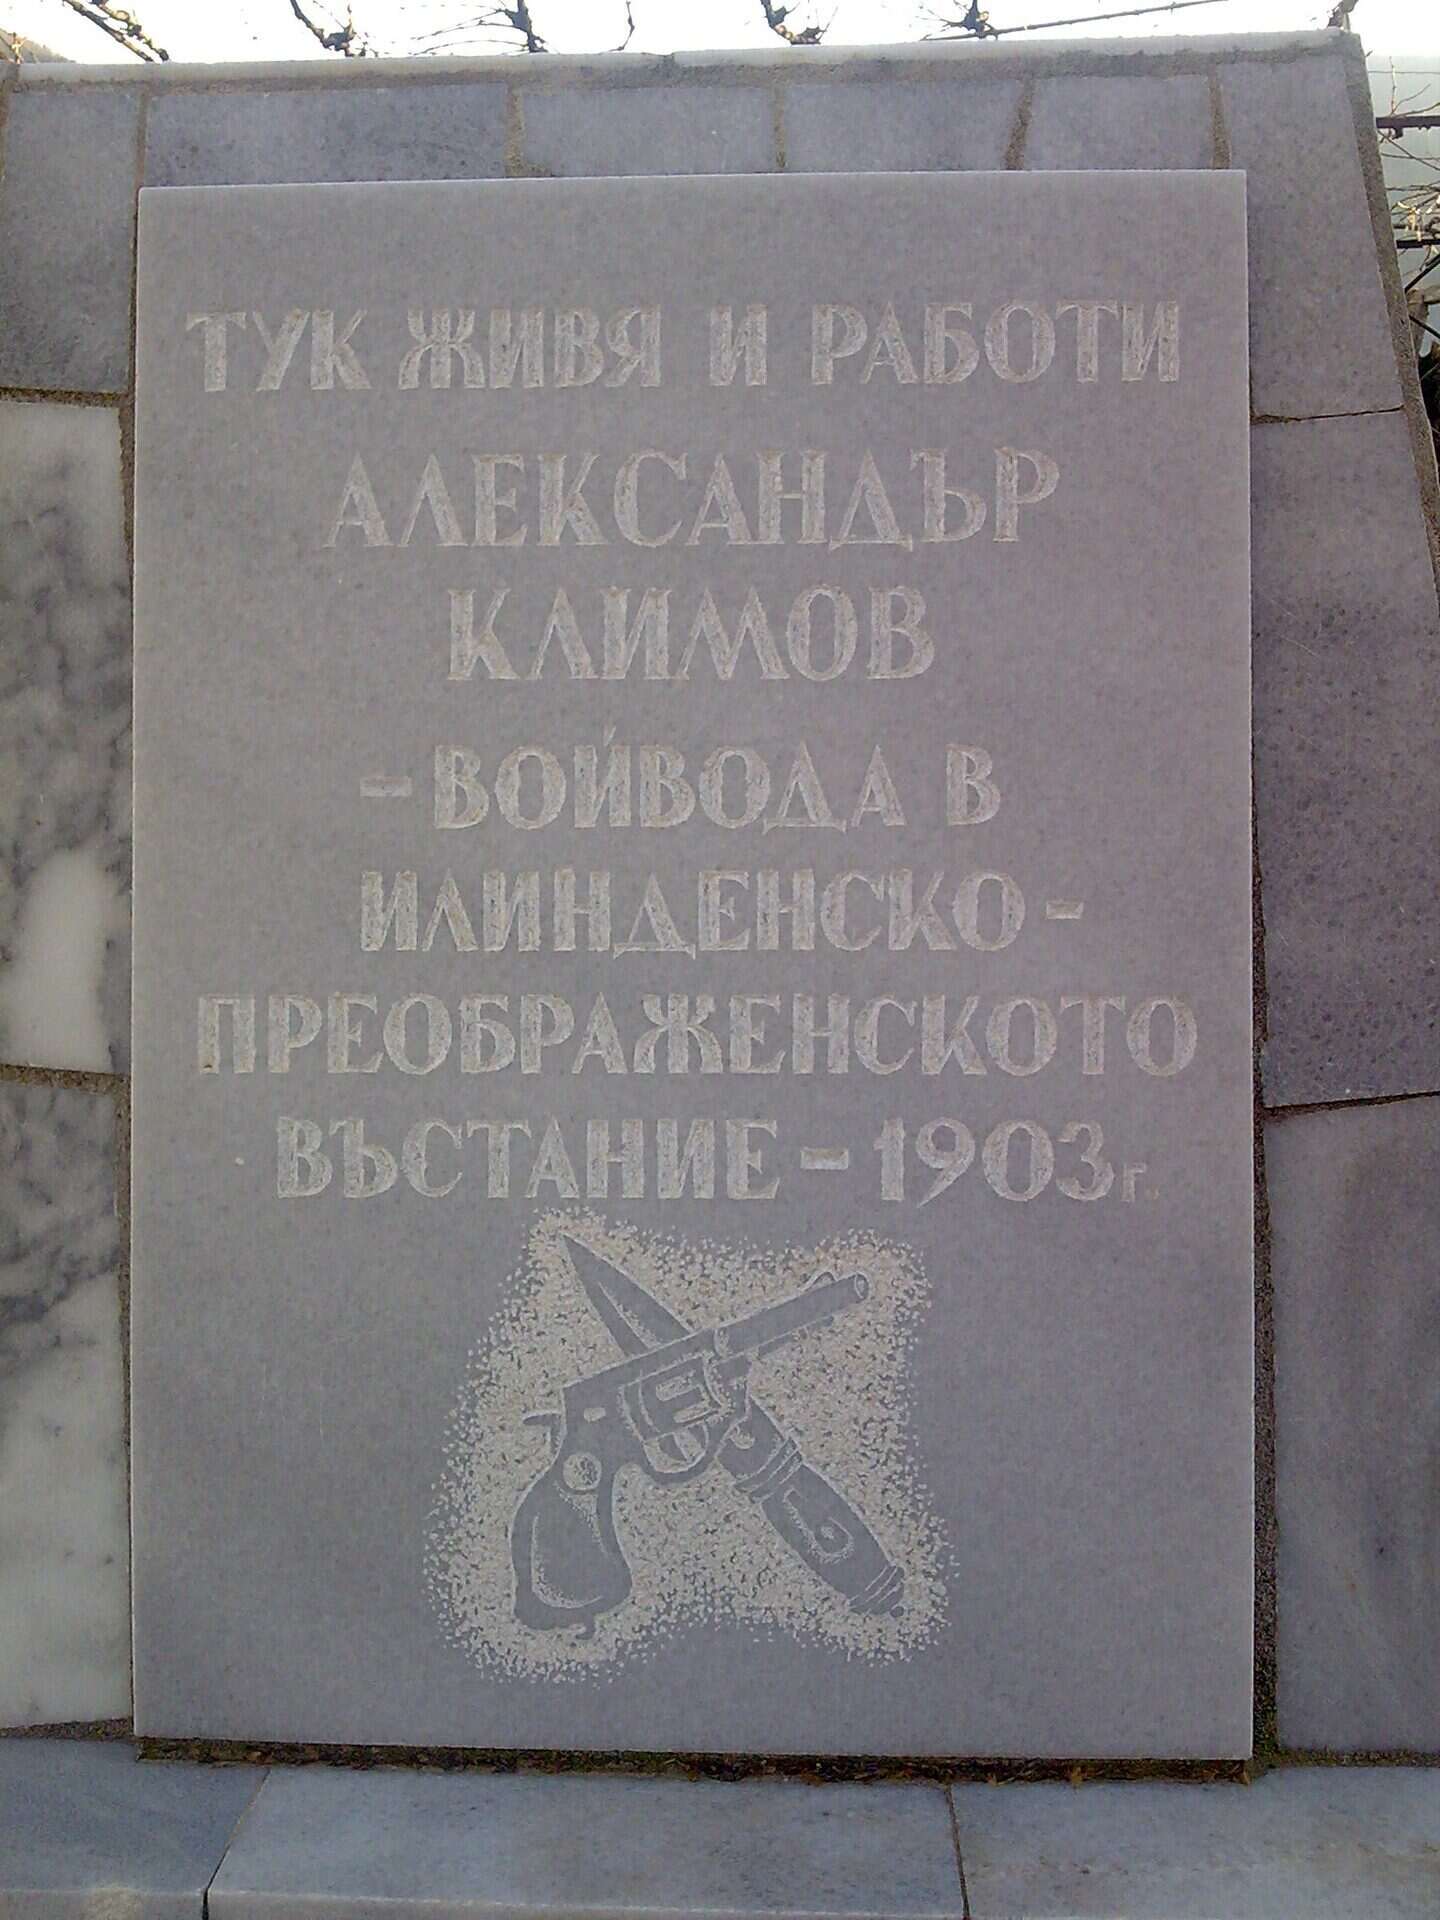 ТУК ЖИВЯ И РАБОТИ
АЛЕКСАНДЪР
КЛИМОВ
- ВОЙВОДА В
ИЛИНДЕНСКО-
ПРЕОБРАЖЕНСКОТО
ВЪСТАНИЕ - 1903г.